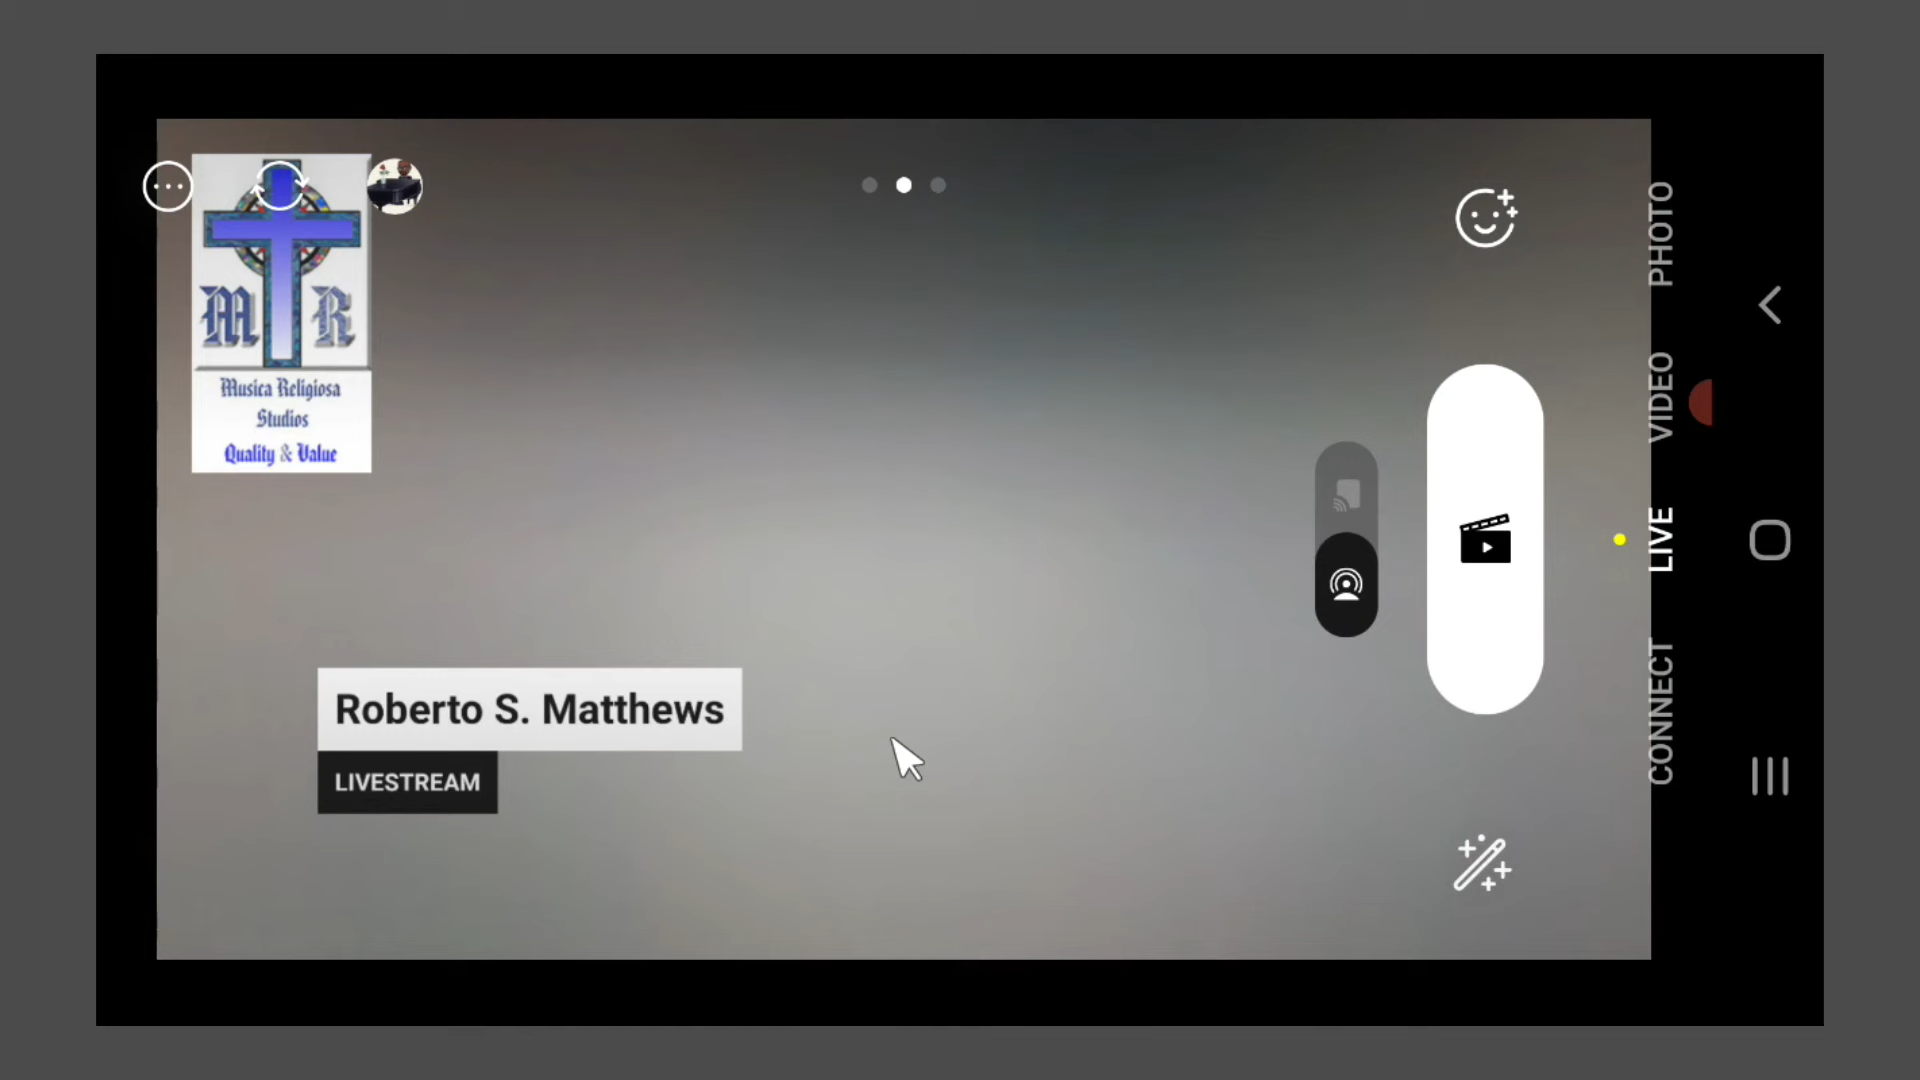 M R
Musica Religiosa
Studios
Quality & Value
Roberto S. Matthews
LIVESTREAM
PHOTO
VIDEO
LIVE
CONNECT